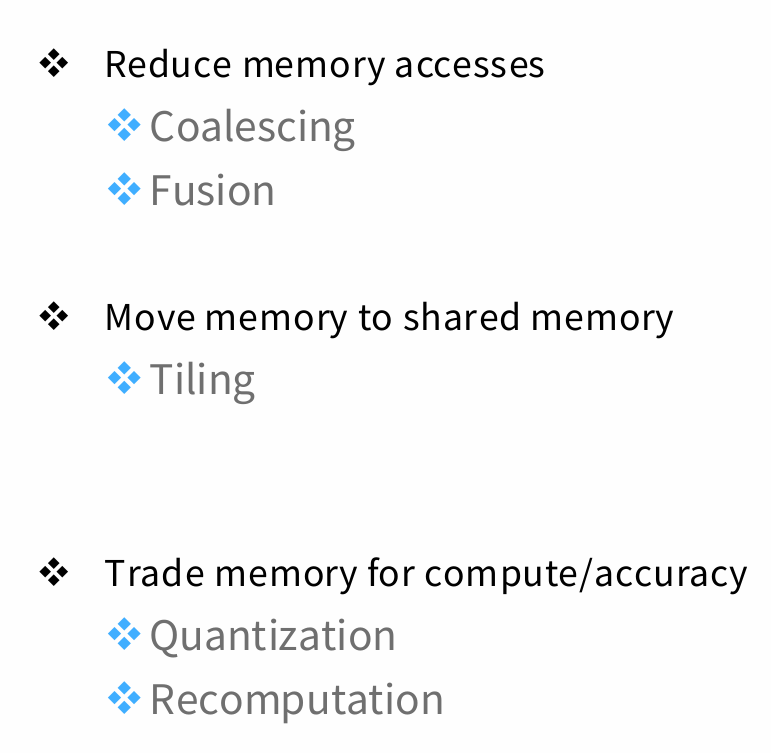 ❖ Reduce memory accesses
❖ Coalescing
❖ Fusion
❖ Move memory to shared memory
❖ Tiling
❖ Trade memory for compute/accuracy
❖ Quantization
❖ Recomputation